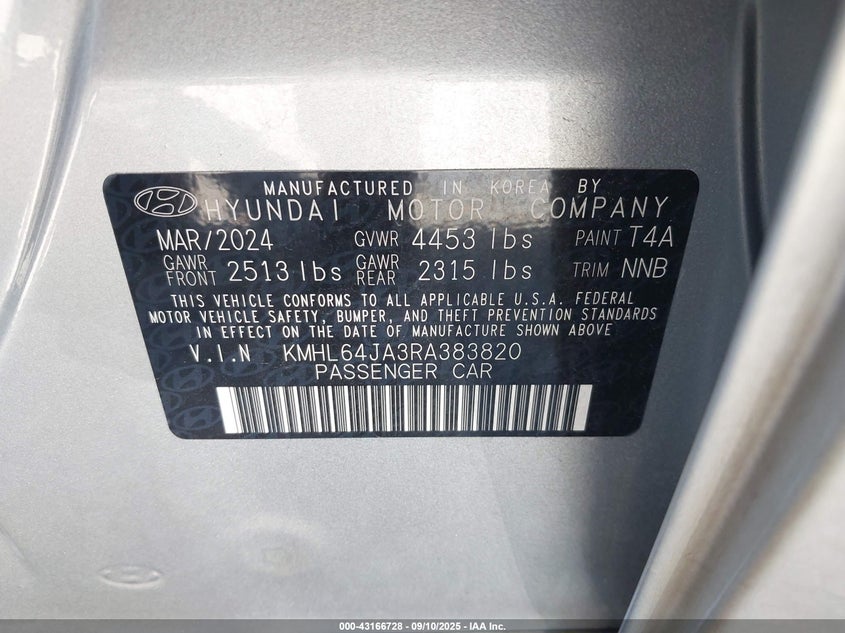 MANUFACTURED IN KOREA BY
HYUNDAI MOTOR COMPANY
MAR/2024 GVWR 4453 lbs PAINT T4A
GAWR FRONT 2513 lbs GAWR REAR 2315 lbs TRIM NNB
THIS VEHICLE CONFORMS TO ALL APPLICABLE U.S.A. FEDERAL
MOTOR VEHICLE SAFETY, BUMPER, AND THEFT PREVENTION STANDARDS
IN EFFECT ON THE DATE OF MANUFACTURE SHOWN ABOVE
V.I.N KMHL64JA3RA383820
PASSENGER CAR
000-43166728 - 09/10/2025 - IAA Inc.